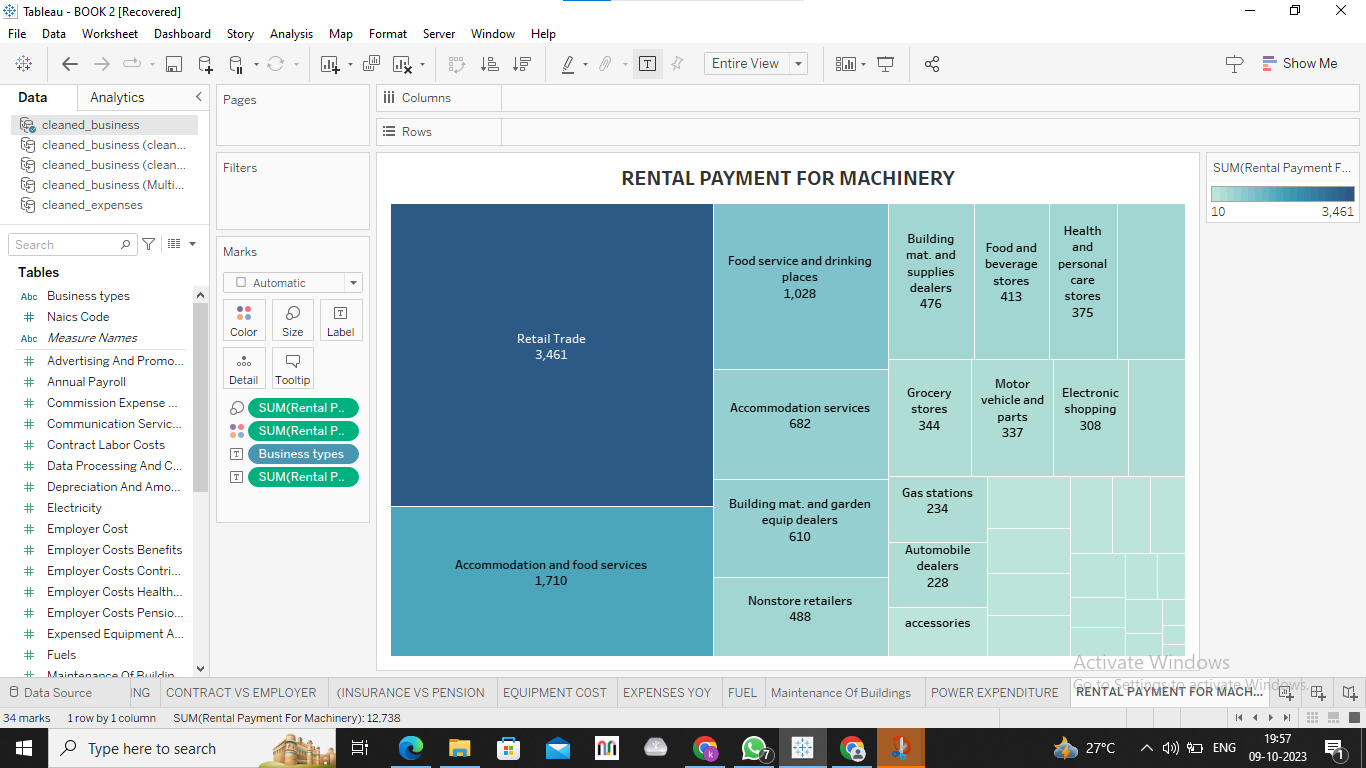 Tableau - BOOK 2 [Recovered]
File Data Worksheet Dashboard Story Analysis Map Format Server Window Help
Entire View
Show Me
Data Analytics
Pages
Columns
Rows
cleaned_business
cleaned_business (clean...
cleaned_business (clean...
cleaned_business (Multi...
cleaned_expenses
Search
Tables
Abc Business types
# Naics Code
Abc Measure Names
# Advertising And Promo...
# Annual Payroll
# Commission Expense ...
# Communication Servic...
# Contract Labor Costs
# Data Processing And C...
# Depreciation And Amo...
# Electricity
# Employer Cost
# Employer Costs Benefits
# Employer Costs Contri...
# Employer Costs Health...
# Employer Costs Pensio...
# Expensed Equipment A...
# Fuels
# Maintenance Of Buildin
Filters
Marks
Automatic
Color Size Label
Detail Tooltip
SUM(Rental P..
SUM(Rental P..
Business types
SUM(Rental P..
RENTAL PAYMENT FOR MACHINERY
Retail Trade
3,461
Accommodation and food services
1,710
Food service and drinking
places
1,028
Accommodation services
682
Building mat. and garden
equip dealers
610
Nonstore retailers
488
Building
mat. and
supplies
dealers
476
Food and
beverage
stores
413
Health
and
personal
care
stores
375
Grocery
stores
344
Motor
vehicle and
parts
337
Electronic
shopping
308
Gas stations
234
Automobile
dealers
228
accessories
SUM(Rental Payment F...
10 3,461
Activate Windows
Go to Settings to activate Windows.
Data Source
NG
CONTRACT VS EMPLOYER
(INSURANCE VS PENSION
EQUIPMENT COST
EXPENSES YOY
FUEL
Maintenance Of Buildings
POWER EXPENDITURE
RENTAL PAYMENT FOR MACH...
34 marks 1 row by 1 column SUM(Rental Payment For Machinery): 12,738
Type here to search
7
27°C
ENG
19:57
09-10-2023
1